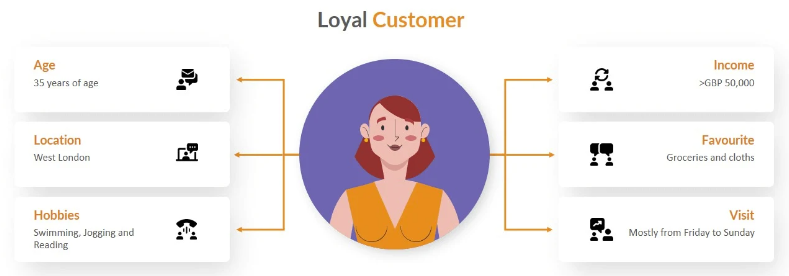 Loyal Customer
Age
35 years of age
Location
West London
Hobbies
Swimming, Jogging and
Reading
Income
>GBP 50,000
Favourite
Groceries and cloths
Visit
Mostly from Friday to Sunday